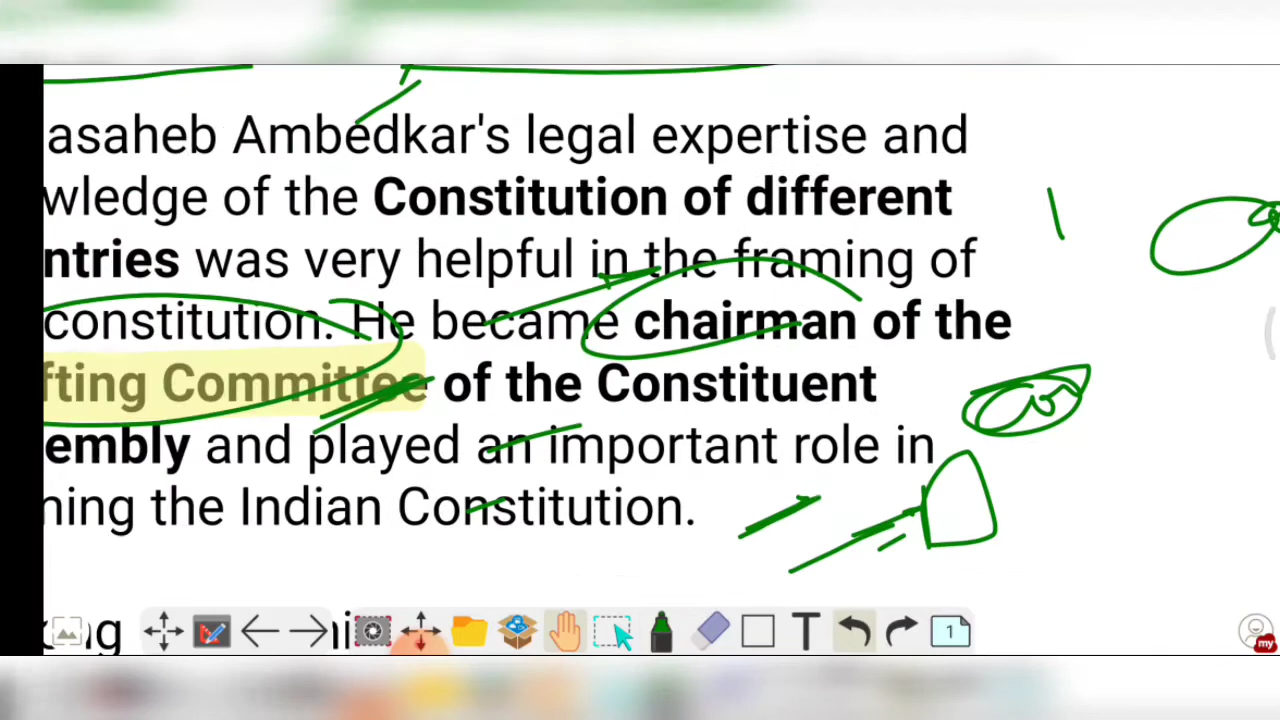 asaheb Ambedkar's legal expertise and
wledge of the Constitution of different
ntries was very helpful in the framing of
constitution. He became chairman of the
fting Committee of the Constituent
embly and played an important role in
ning the Indian Constitution.
1
my